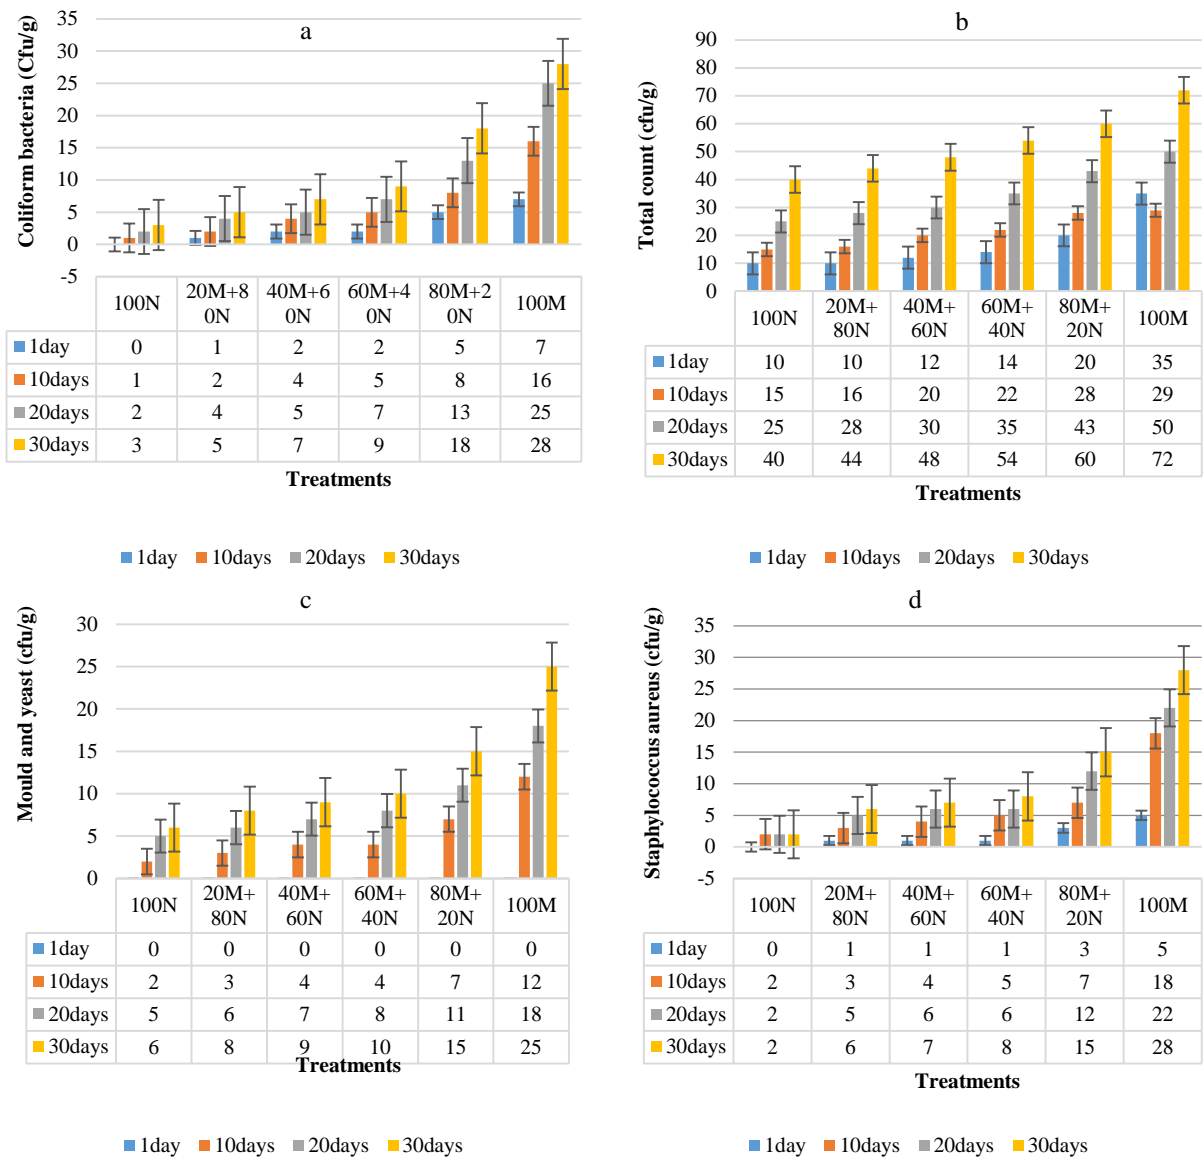 a
Coliform bacteria (Cfu/g)
35
30
25
20
15
10
5
0
-5
100N 20M+8 40M+6 60M+4 80M+2 100M
0N 0N 0N 0N
1day 0 1 2 2 5 7
10days 1 2 4 5 8 16
20days 2 4 5 7 13 25
30days 3 5 7 9 18 28
Treatments
1day 10days 20days 30days
b
Total count (cfu/g)
90
80
70
60
50
40
30
20
10
0
100N 20M+ 40M+ 60M+ 80M+ 100M
80N 60N 40N 20N
1day 10 10 12 14 20 35
10days 15 16 20 22 28 29
20days 25 28 30 35 43 50
30days 40 44 48 54 60 72
Treatments
1day 10days 20days 30days
c
Mould and yeast (cfu/g)
30
25
20
15
10
5
0
100N 20M+ 40M+ 60M+ 80M+ 100M
80N 60N 40N 20N
1day 0 0 0 0 0 0
10days 2 3 4 4 7 12
20days 5 6 7 8 11 18
30days 6 8 9 10 15 25
Treatments
1day 10days 20days 30days
d
Staphylococcus aureus (cfu/g)
35
30
25
20
15
10
5
0
-5
100N 20M+ 40M+ 60M+ 80M+ 100M
80N 60N 40N 20N
1day 0 1 1 1 3 5
10days 2 3 4 5 7 18
20days 2 5 6 6 12 22
30days 2 6 7 8 15 28
Treatments
1day 10days 20days 30days